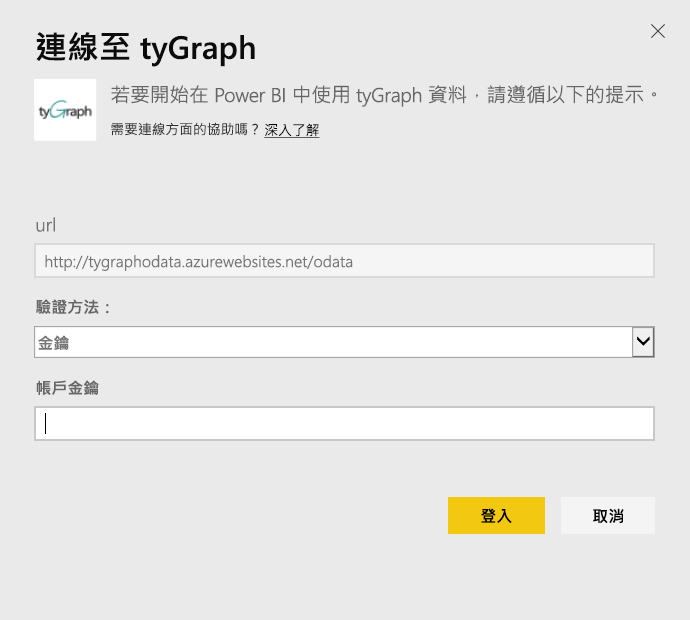 連線至 tyGraph
tyGraph
若要開始在 Power BI 中使用 tyGraph 資料，請遵循以下的提示。
需要連線方面的協助嗎？ 深入了解
url
http://tygraphodata.azurewebsites.net/odata
驗證方法：
金鑰
帳戶金鑰
登入 取消